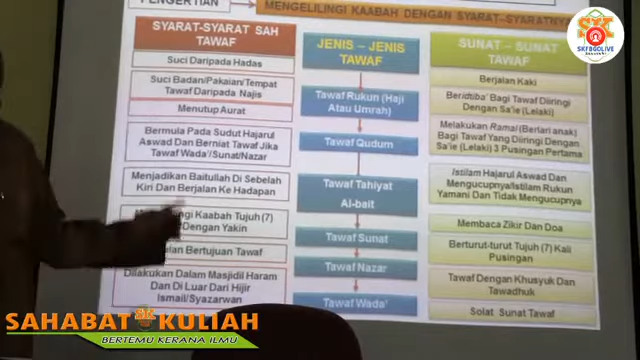 PENGERTIAN
MENGELILINGI KAABAH DENGAN SYARAT-SYARATNYA
SYARAT-SYARAT SAH
TAWAF
Suci Daripada Hadas
Suci Badan/Pakaian/Tempat
Tawaf Daripada Najis
Menutup Aurat
Bermula Pada Sudut Hajarul
Aswad Dan Berniat Tawaf Jika
Tawaf Wada'/Sunat/Nazar
Menjadikan Baitullah Di Sebelah
Kiri Dan Berjalan Ke Hadapan
Kaabah Tujuh (7)
Dengan Yakin
Bertujuan Tawaf
Dilakukan Dalam Masjidil Haram
Dan Di Luar Dari Hijir
Ismail/Syazarwan
JENIS – JENIS
TAWAF
Tawaf Rukun (Haji
Atau Umrah)
Tawaf Qudum
Tawaf Tahiyat
Al-bait
Tawaf Sunat
Tawaf Nazar
Tawaf Wada'
SUNAT – SUNAT
TAWAF
Berjalan Kaki
Beridtiba' Bagi Tawaf Diiringi
Dengan Sa'ie (Lelaki)
Melakukan Ramal (Berlari anak)
Bagi Tawaf Yang Diiringi Dengan
Sa'ie (Lelaki) 3 Pusingan Pertama
Istilam Hajarul Aswad Dan
Mengucupnya/Istilam Rukun
Yamani Dan Tidak Mengucupnya
Membaca Zikir Dan Doa
Berturut-turut Tujuh (7) Kali
Pusingan
Tawaf Dengan Khusyuk Dan
Tawadhuk
Solat Sunat Tawaf
SK
SKFBGOLIVE
SAHABAT KULIAH
BERTEMU KERANA ILMU